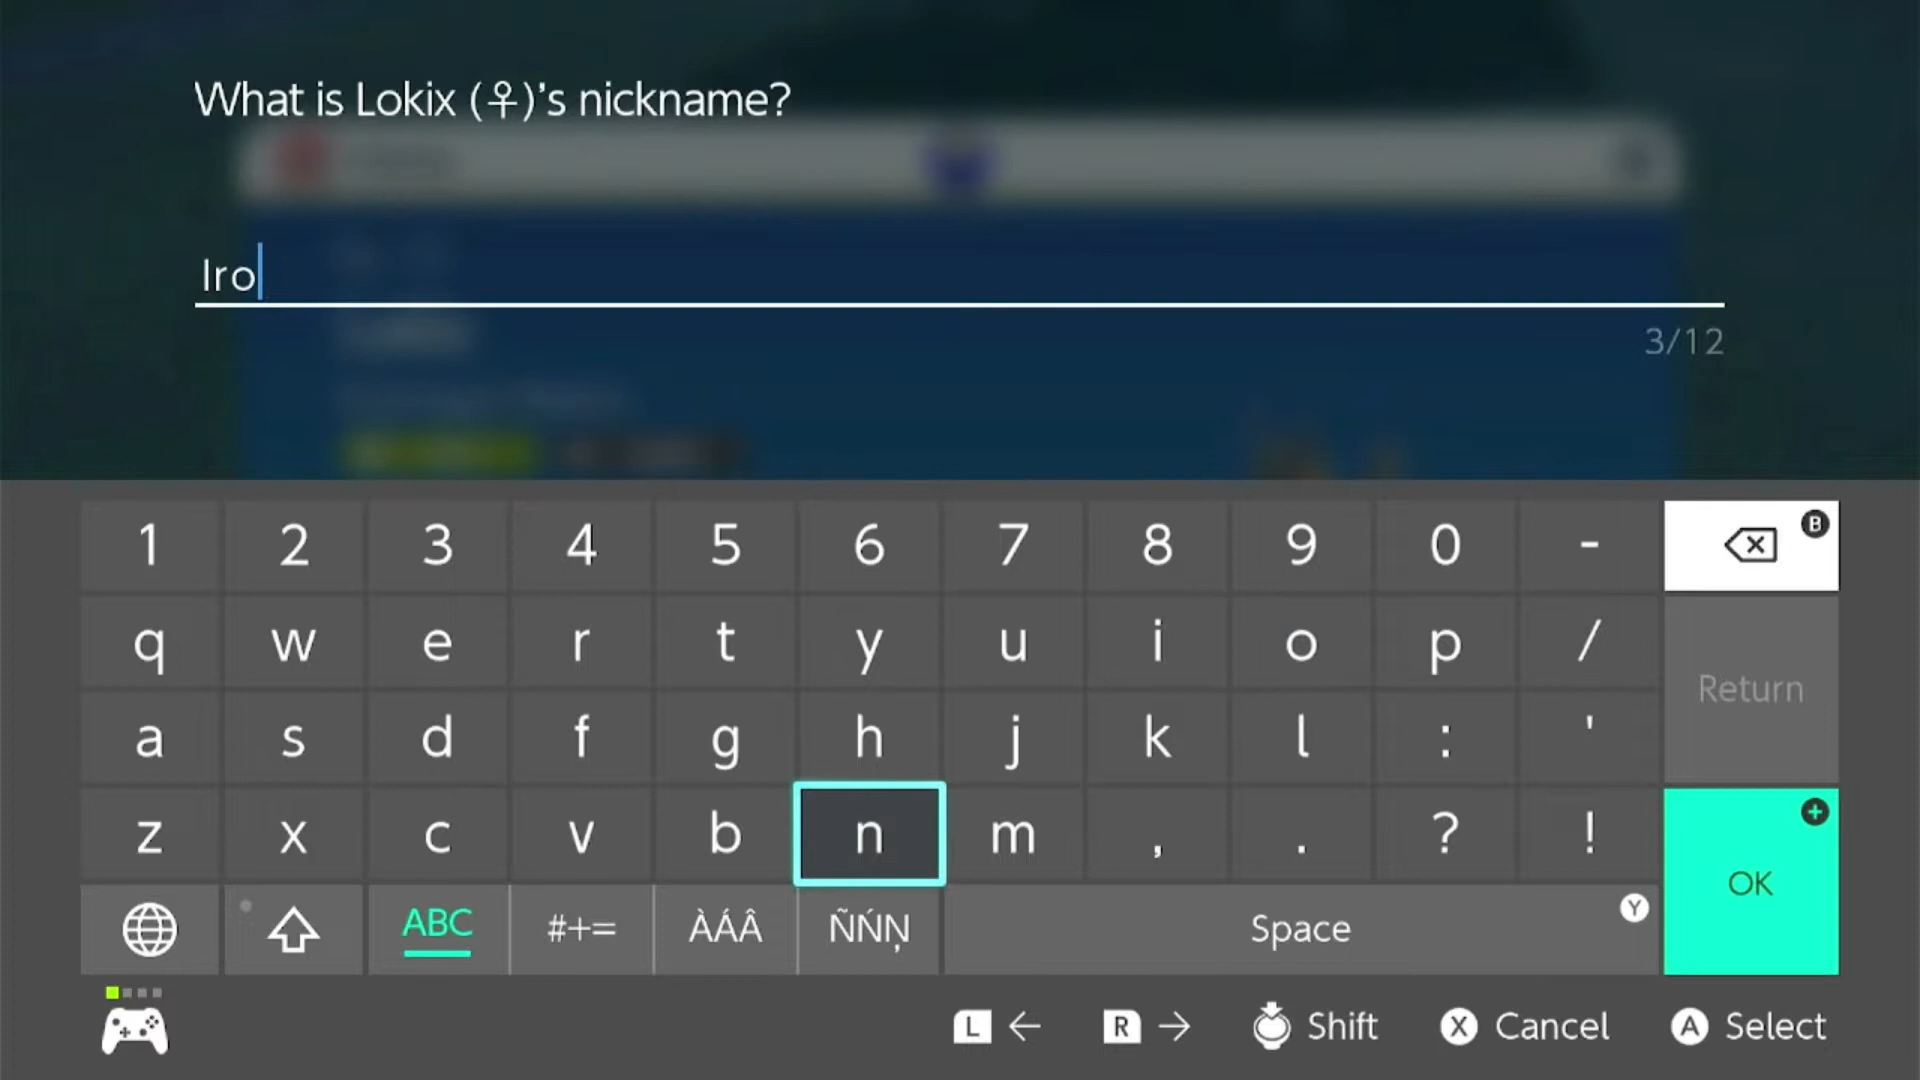 What is Lokix (♀)'s nickname?
Iro
3/12
1 2 3 4 5 6 7 8 9 0 - B
q w e r t y u i o p /
Return
a s d f g h j k l : '
z x c v b n m , . ? ! +
OK
ABC #+= ÀÁÂ ÑŃŅ Space Y
L ← R → Shift X Cancel A Select